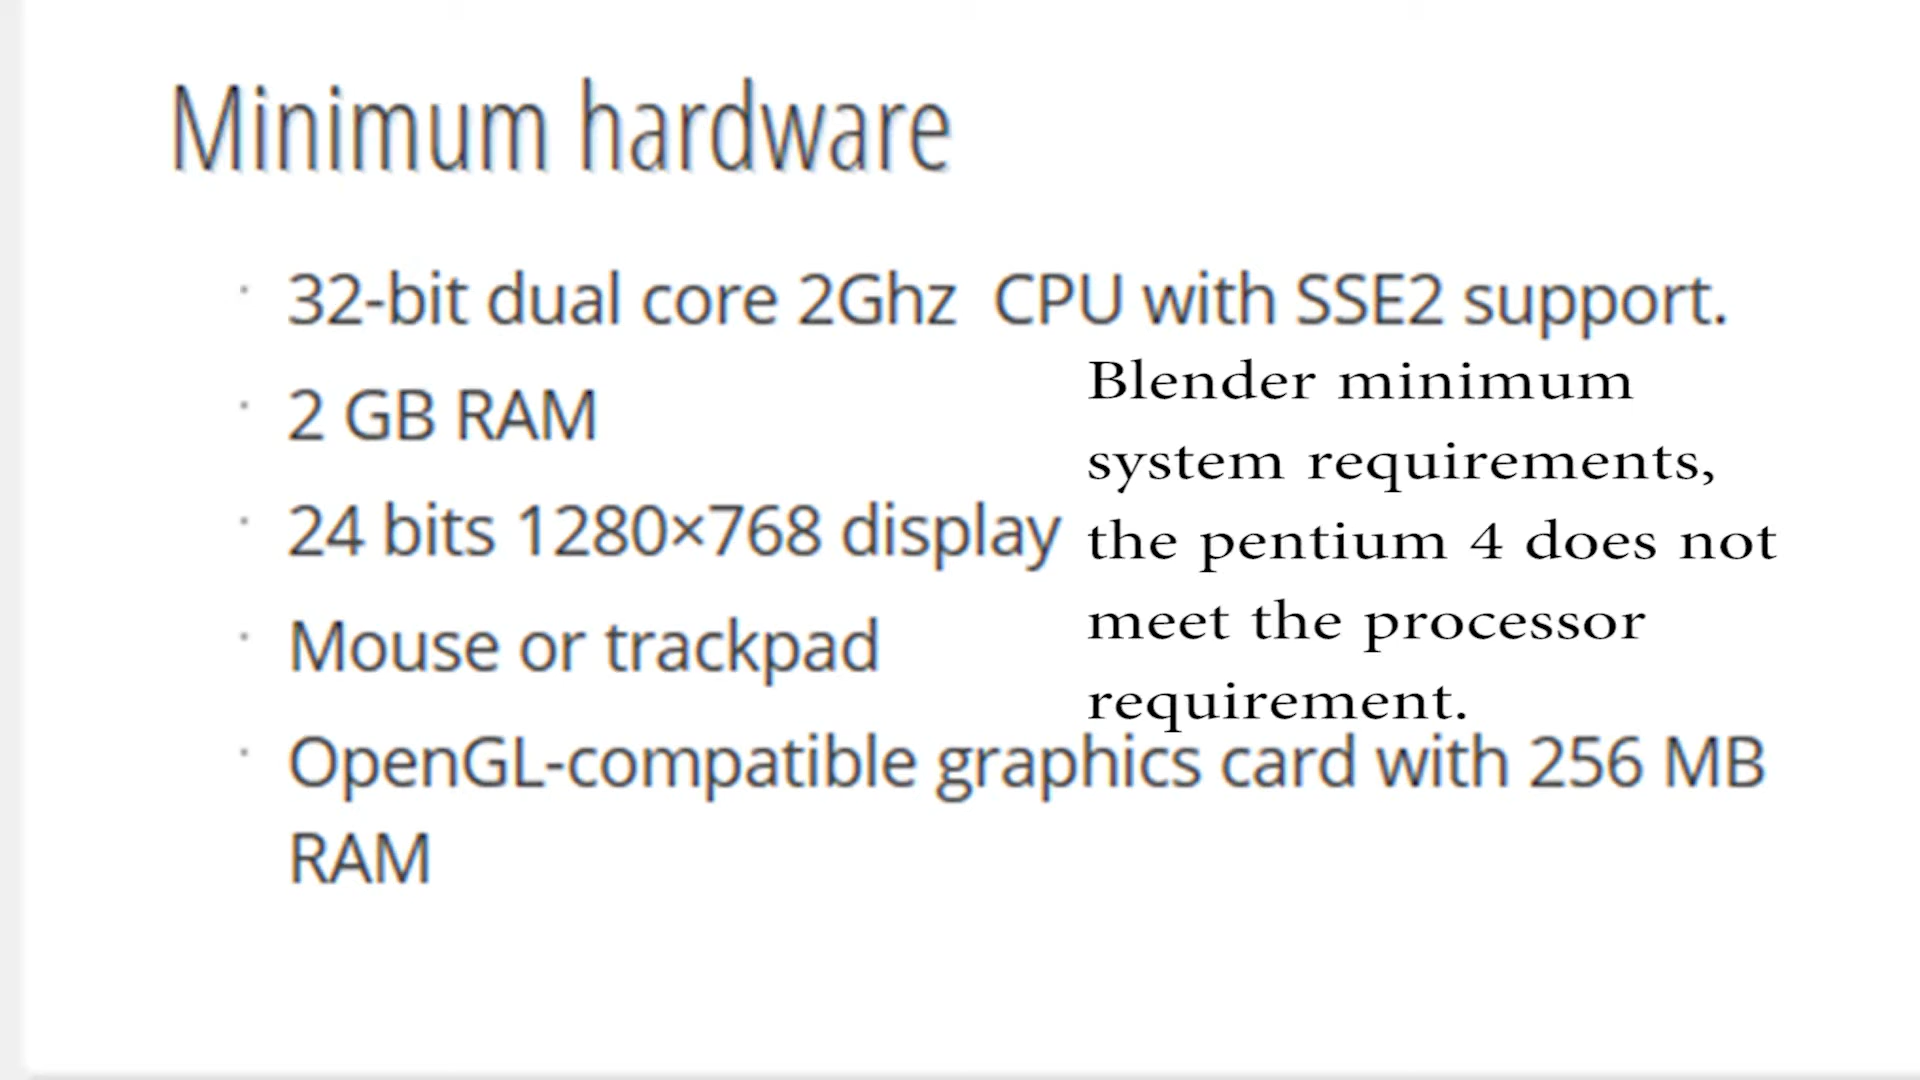 Minimum hardware
32-bit dual core 2Ghz  CPU with SSE2 support.
2 GB RAM
24 bits 1280×768 display
Mouse or trackpad
OpenGL-compatible graphics card with 256 MB
RAM
Blender minimum
system requirements,
the pentium 4 does not
meet the processor
requirement.